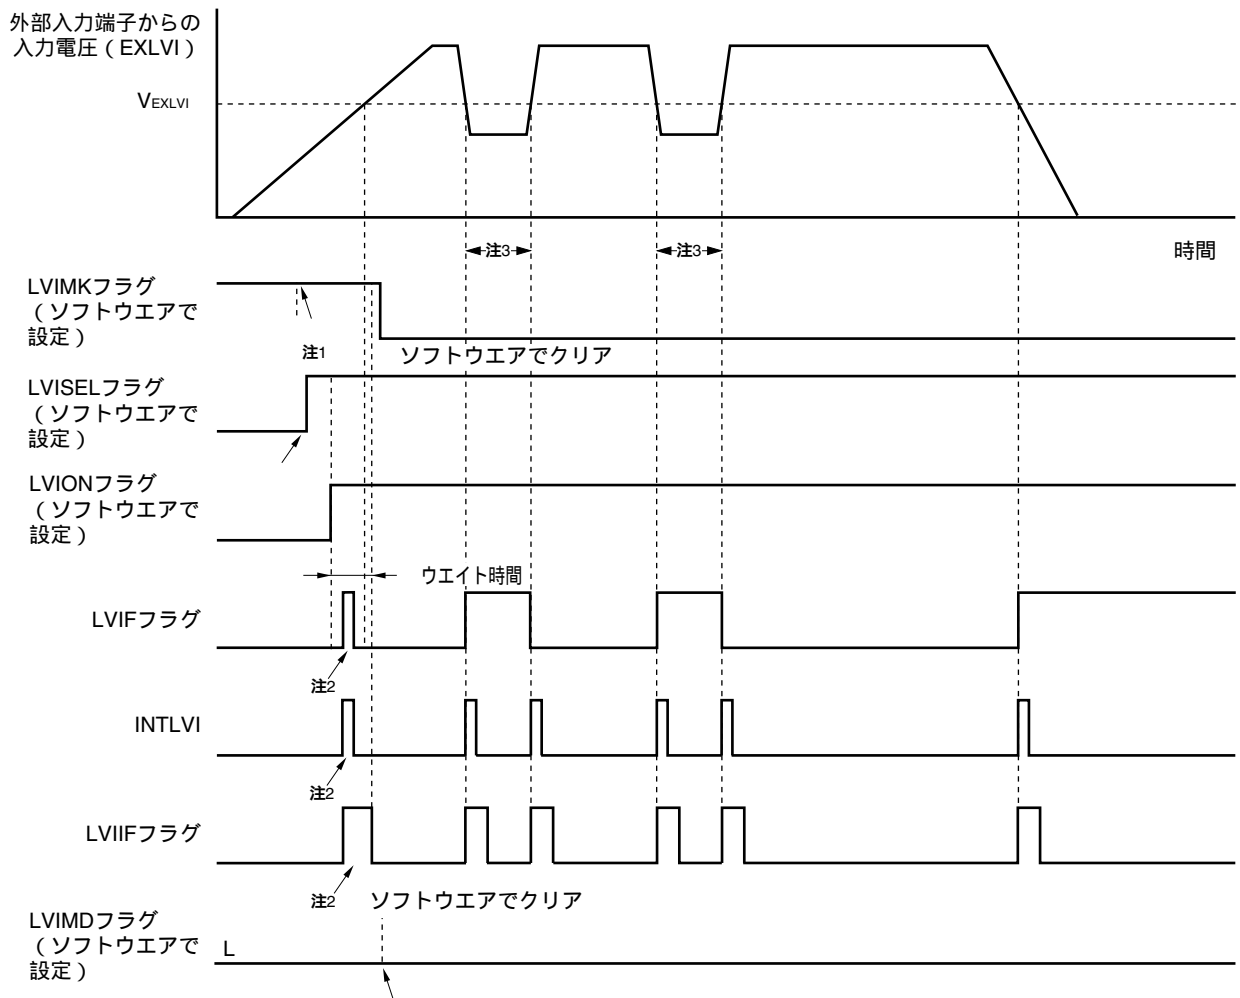 外部入力端子からの
入力電圧（EXLVI）
VEXLVI
注3
注3
時間
LVIMKフラグ
（ソフトウエアで
設定）
注1
ソフトウエアでクリア
LVISELフラグ
（ソフトウエアで
設定）
LVIONフラグ
（ソフトウエアで
設定）
ウエイト時間
LVIFフラグ
注2
INTLVI
注2
LVIIFフラグ
注2
ソフトウエアでクリア
LVIMDフラグ
（ソフトウエアで
設定）
L